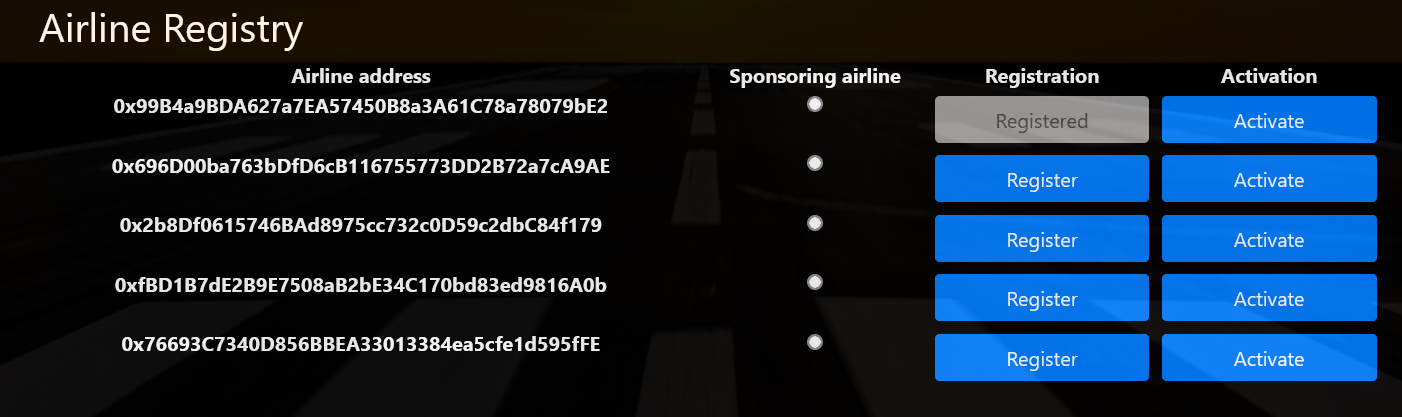 Airline Registry
Airline address Sponsoring airline Registration Activation
0x99B4a9BDA627a7EA57450B8a3A61C78a78079bE2 Registered Activate
0x696D00ba763bDfD6cB116755773DD2B72a7cA9AE Register Activate
0x2b8Df0615746BAd8975cc732c0D59c2dbC84f179 Register Activate
0xfBD1B7dE2B9E7508aB2bE34C170bd83ed9816A0b Register Activate
0x76693C7340D856BBEA33013384ea5cfe1d595fFE Register Activate